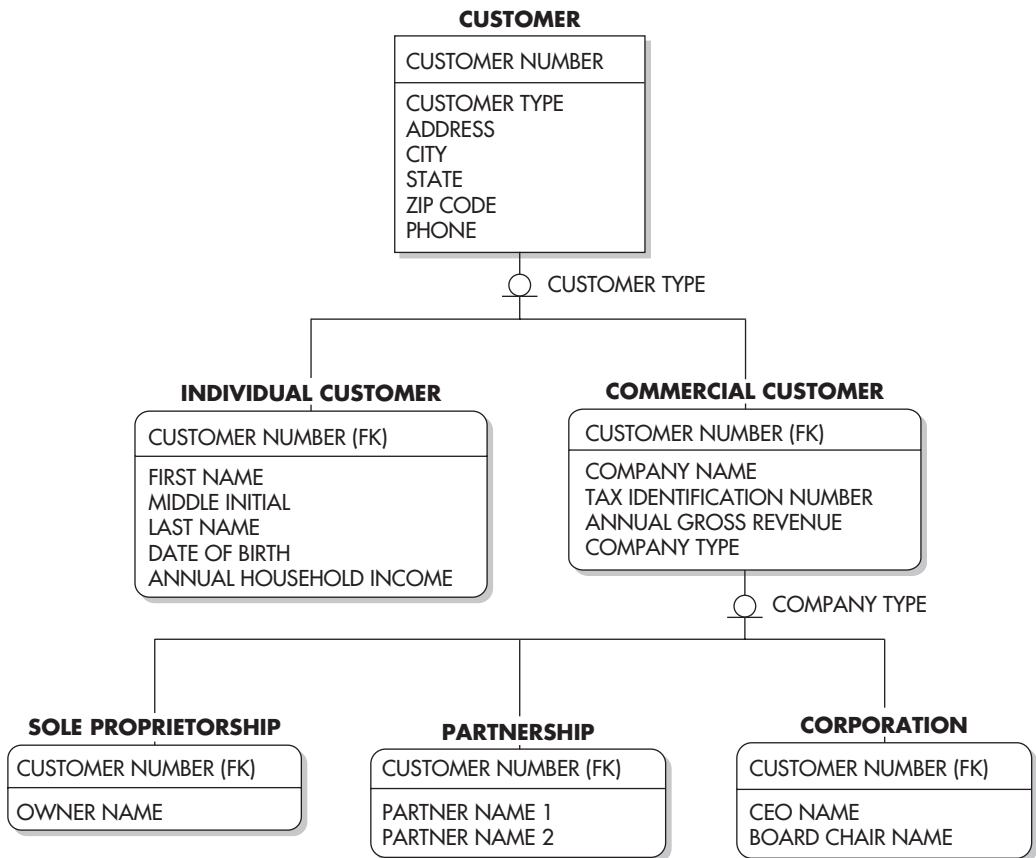 CUSTOMER
CUSTOMER NUMBER
CUSTOMER TYPE
ADDRESS
CITY
STATE
ZIP CODE
PHONE
CUSTOMER TYPE
INDIVIDUAL CUSTOMER
CUSTOMER NUMBER (FK)
FIRST NAME
MIDDLE INITIAL
LAST NAME
DATE OF BIRTH
ANNUAL HOUSEHOLD INCOME
COMMERCIAL CUSTOMER
CUSTOMER NUMBER (FK)
COMPANY NAME
TAX IDENTIFICATION NUMBER
ANNUAL GROSS REVENUE
COMPANY TYPE
COMPANY TYPE
SOLE PROPRIETORSHIP
CUSTOMER NUMBER (FK)
OWNER NAME
PARTNERSHIP
CUSTOMER NUMBER (FK)
PARTNER NAME 1
PARTNER NAME 2
CORPORATION
CUSTOMER NUMBER (FK)
CEO NAME
BOARD CHAIR NAME